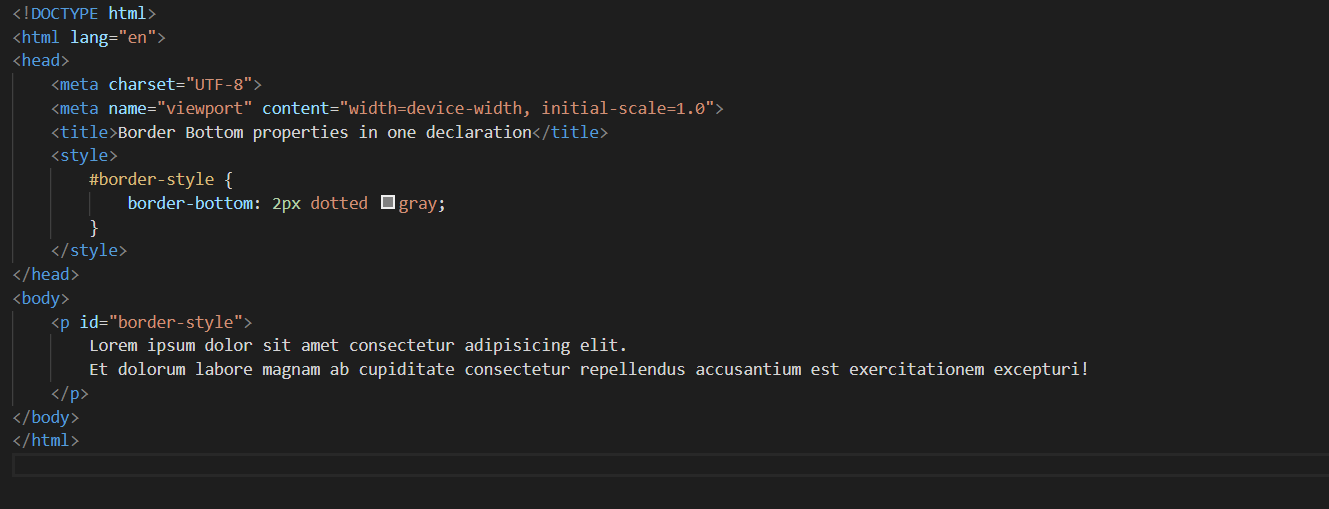 <!DOCTYPE html>
<html lang="en">
<head>
    <meta charset="UTF-8">
    <meta name="viewport" content="width=device-width, initial-scale=1.0">
    <title>Border Bottom properties in one declaration</title>
    <style>
        #border-style {
            border-bottom: 2px dotted gray;
        }
    </style>
</head>
<body>
    <p id="border-style">
        Lorem ipsum dolor sit amet consectetur adipisicing elit.
        Et dolorum labore magnam ab cupiditate consectetur repellendus accusantium est exercitationem excepturi!
    </p>
</body>
</html>